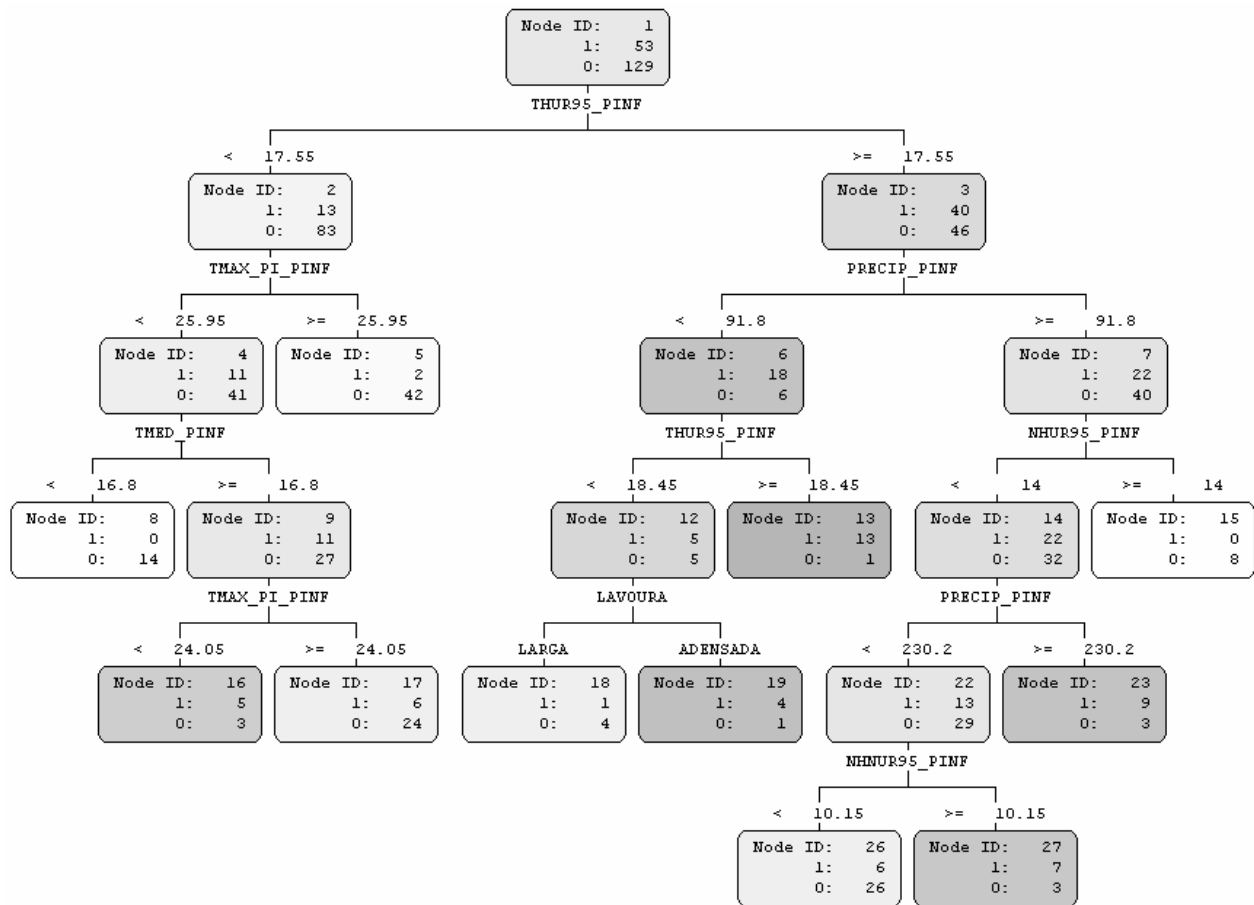 Node ID: 1
1: 53
0: 129
THUR95_PINF
< 17.55
>= 17.55
Node ID: 2
1: 13
0: 83
Node ID: 3
1: 40
0: 46
TMAX_PI_PINF
PRECIP_PINF
< 25.95
>= 25.95
< 91.8
>= 91.8
Node ID: 4
1: 11
0: 41
Node ID: 5
1: 2
0: 42
Node ID: 6
1: 18
0: 6
Node ID: 7
1: 22
0: 40
TMED_PINF
THUR95_PINF
NHUR95_PINF
< 16.8
>= 16.8
< 18.45
>= 18.45
< 14
>= 14
Node ID: 8
1: 0
0: 14
Node ID: 9
1: 11
0: 27
Node ID: 12
1: 5
0: 5
Node ID: 13
1: 13
0: 1
Node ID: 14
1: 22
0: 32
Node ID: 15
1: 0
0: 8
TMAX_PI_PINF
LAVOURA
PRECIP_PINF
< 24.05
>= 24.05
LARGA
ADENSADA
< 230.2
>= 230.2
Node ID: 16
1: 5
0: 3
Node ID: 17
1: 6
0: 24
Node ID: 18
1: 1
0: 4
Node ID: 19
1: 4
0: 1
Node ID: 22
1: 13
0: 29
Node ID: 23
1: 9
0: 3
NHNUR95_PINF
< 10.15
>= 10.15
Node ID: 26
1: 6
0: 26
Node ID: 27
1: 7
0: 3